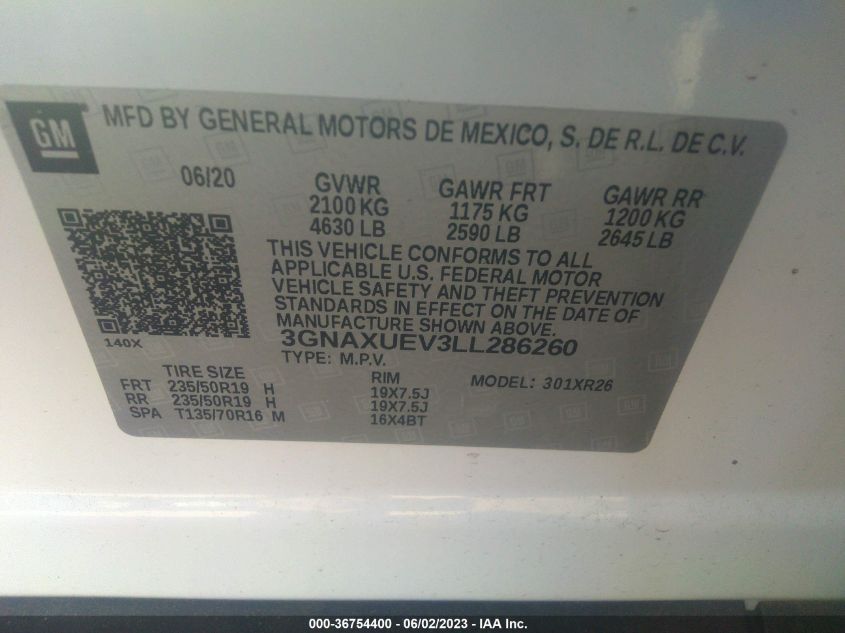 GM
MFD BY GENERAL MOTORS DE MEXICO, S. DE R.L. DE C.V.
06/20
GVWR
2100 KG
4630 LB
GAWR FRT
1175 KG
2590 LB
GAWR RR
1200 KG
2645 LB
THIS VEHICLE CONFORMS TO ALL
APPLICABLE U.S. FEDERAL MOTOR
VEHICLE SAFETY AND THEFT PREVENTION
STANDARDS IN EFFECT ON THE DATE OF
MANUFACTURE SHOWN ABOVE.
3GNAXUEV3LL286260
TYPE: M.P.V.
140X
TIRE SIZE
FRT 235/50R19 H
RR 235/50R19 H
SPA T135/70R16 M
RIM
19X7.5J
19X7.5J
16X4BT
MODEL: 301XR26
000-36754400 - 06/02/2023 - IAA Inc.